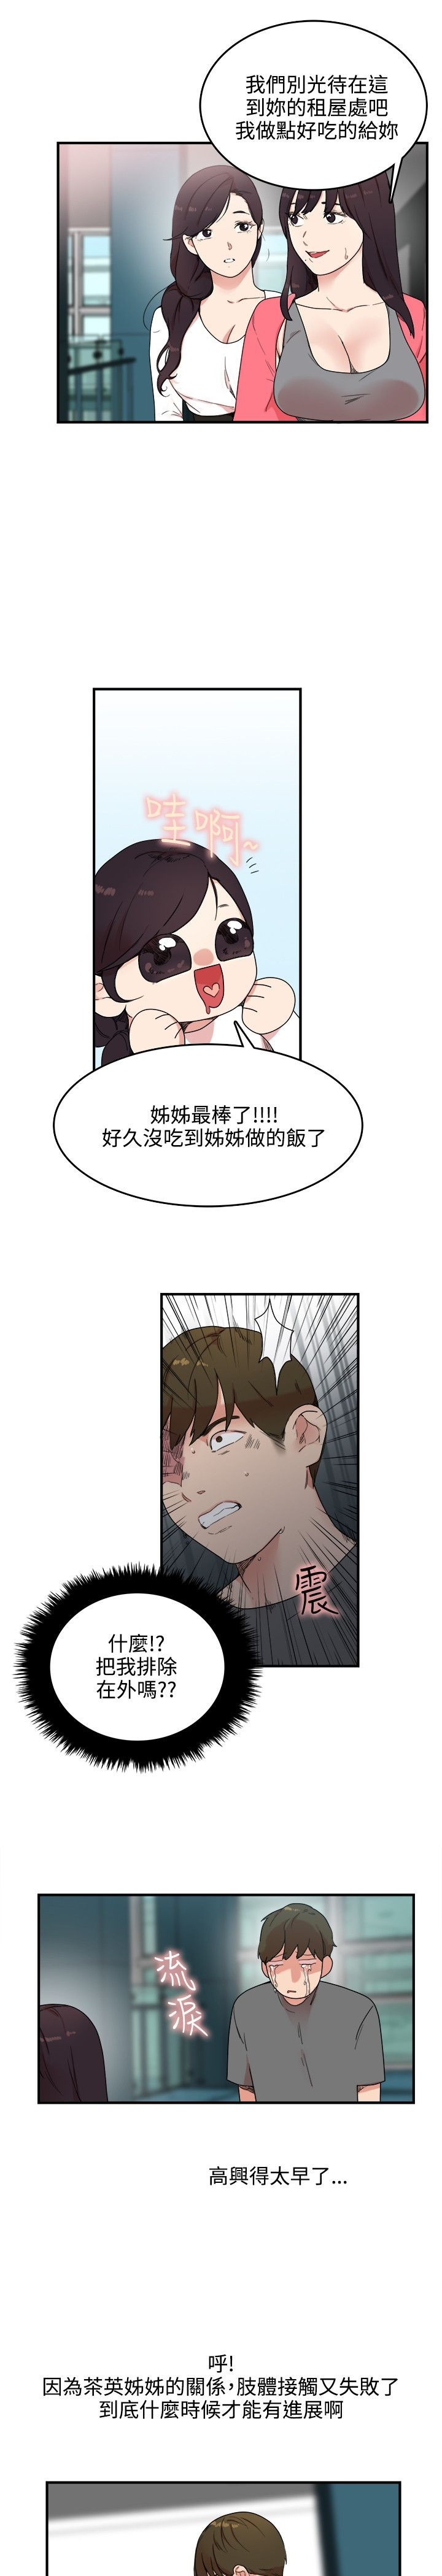 我們別光待在這
到妳的租屋處吧
我做點好吃的給妳
哇啊~
姊姊最棒了!!!!
好久沒吃到姊姊做的飯了
震
什麼!?
把我排除
在外嗎??
流淚
高興得太早了...
呼!
因為茶英姊姊的關係，肢體接觸又失敗了
到底什麼時候才能有進展啊